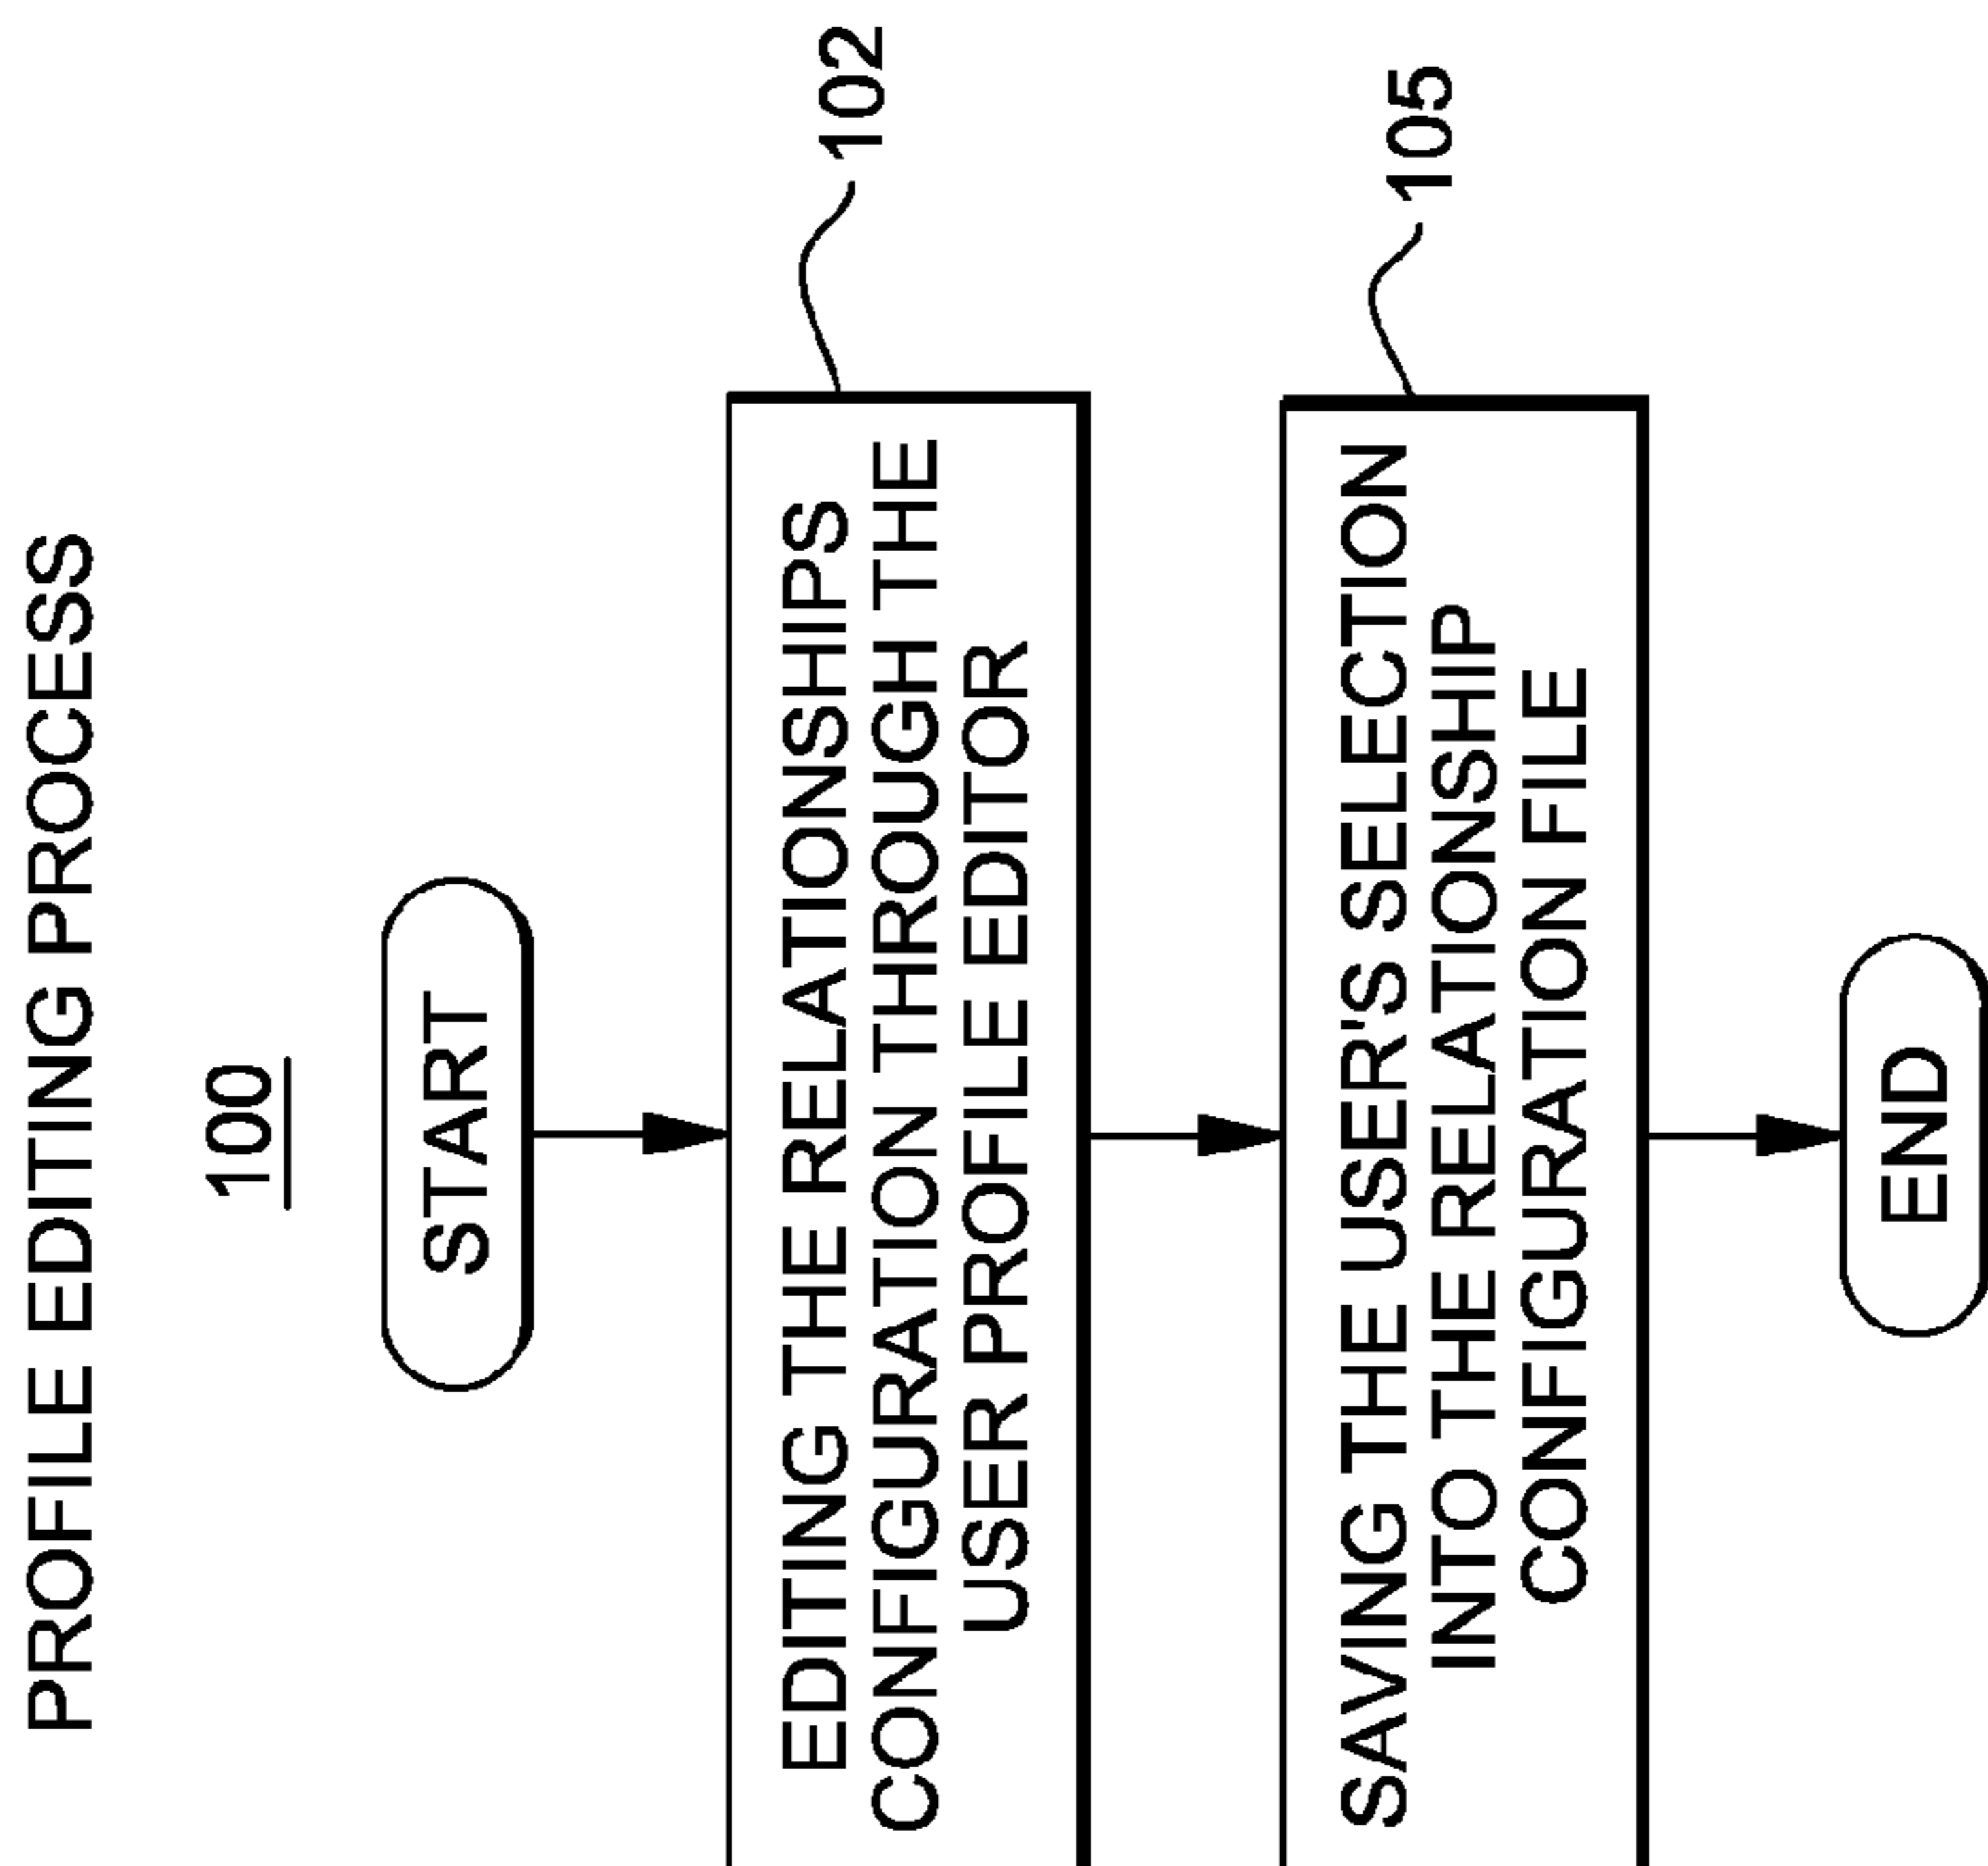 PROFILE EDITING PROCESS
100
START
EDITING THE RELATIONSHIPS
CONFIGURATION THROUGH THE
USER PROFILE EDITOR
102
SAVING THE USER'S SELECTION
INTO THE RELATIONSHIP
CONFIGURATION FILE
105
END